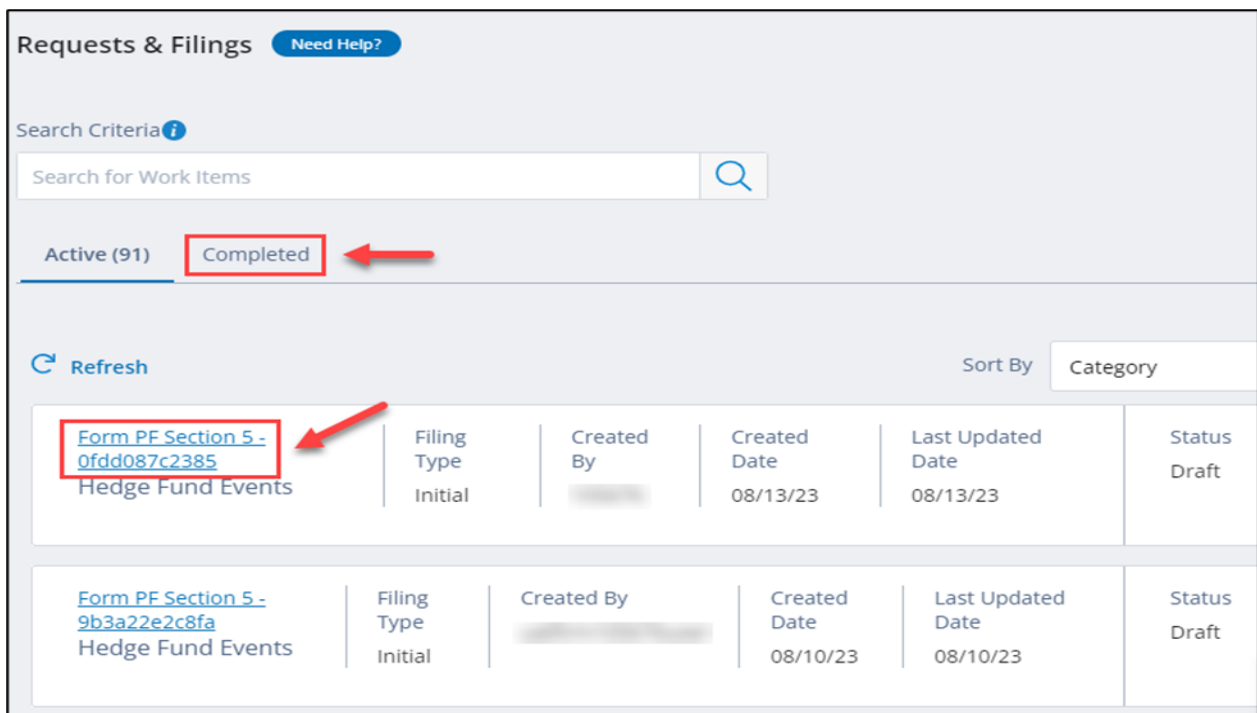 Requests & Filings Need Help?
Search Criteria
Search for Work Items
Active (91) Completed
Refresh Sort By Category
Form PF Section 5 - Filing Created Created Last Updated Status
0fdd087c2385 Type By Date Date Draft
Hedge Fund Events Initial 08/13/23 08/13/23
Form PF Section 5 - Filing Created By Created Last Updated Status
9b3a22e2c8fa Type Date Date Draft
Hedge Fund Events Initial 08/10/23 08/10/23